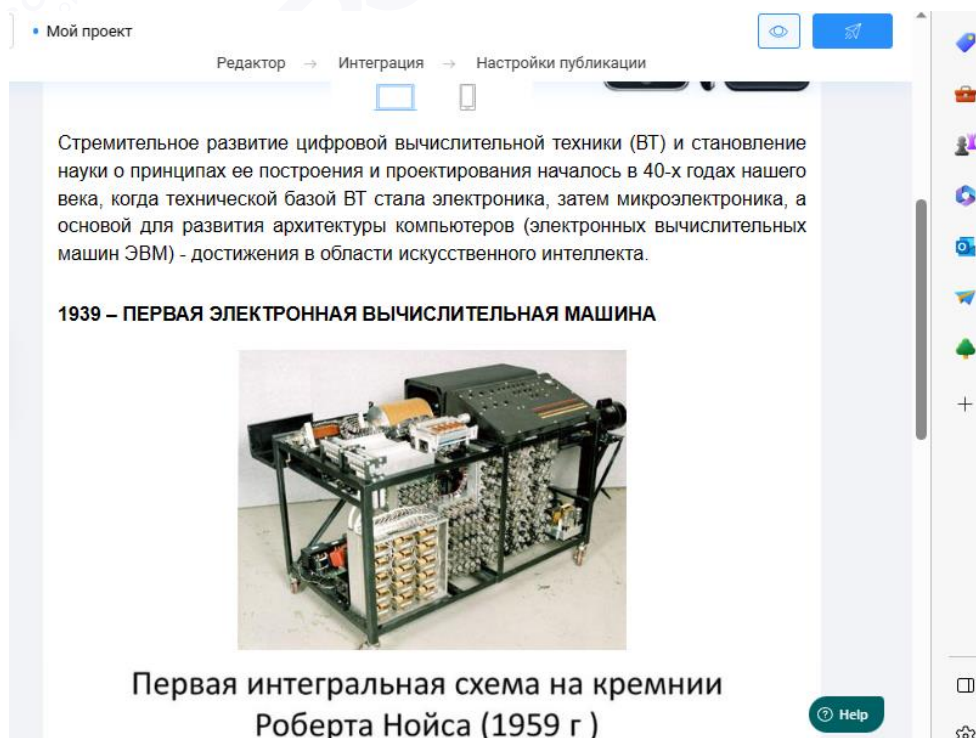 Мой проект
Редактор → Интеграция → Настройки публикации
Стремительное развитие цифровой вычислительной техники (ВТ) и становление
науки о принципах ее построения и проектирования началось в 40-х годах нашего
века, когда технической базой ВТ стала электроника, затем микроэлектроника, а
основой для развития архитектуры компьютеров (электронных вычислительных
машин ЭВМ) - достижения в области искусственного интеллекта.
1939 – ПЕРВАЯ ЭЛЕКТРОННАЯ ВЫЧИСЛИТЕЛЬНАЯ МАШИНА
Первая интегральная схема на кремнии
Роберта Нойса (1959 г )
Help